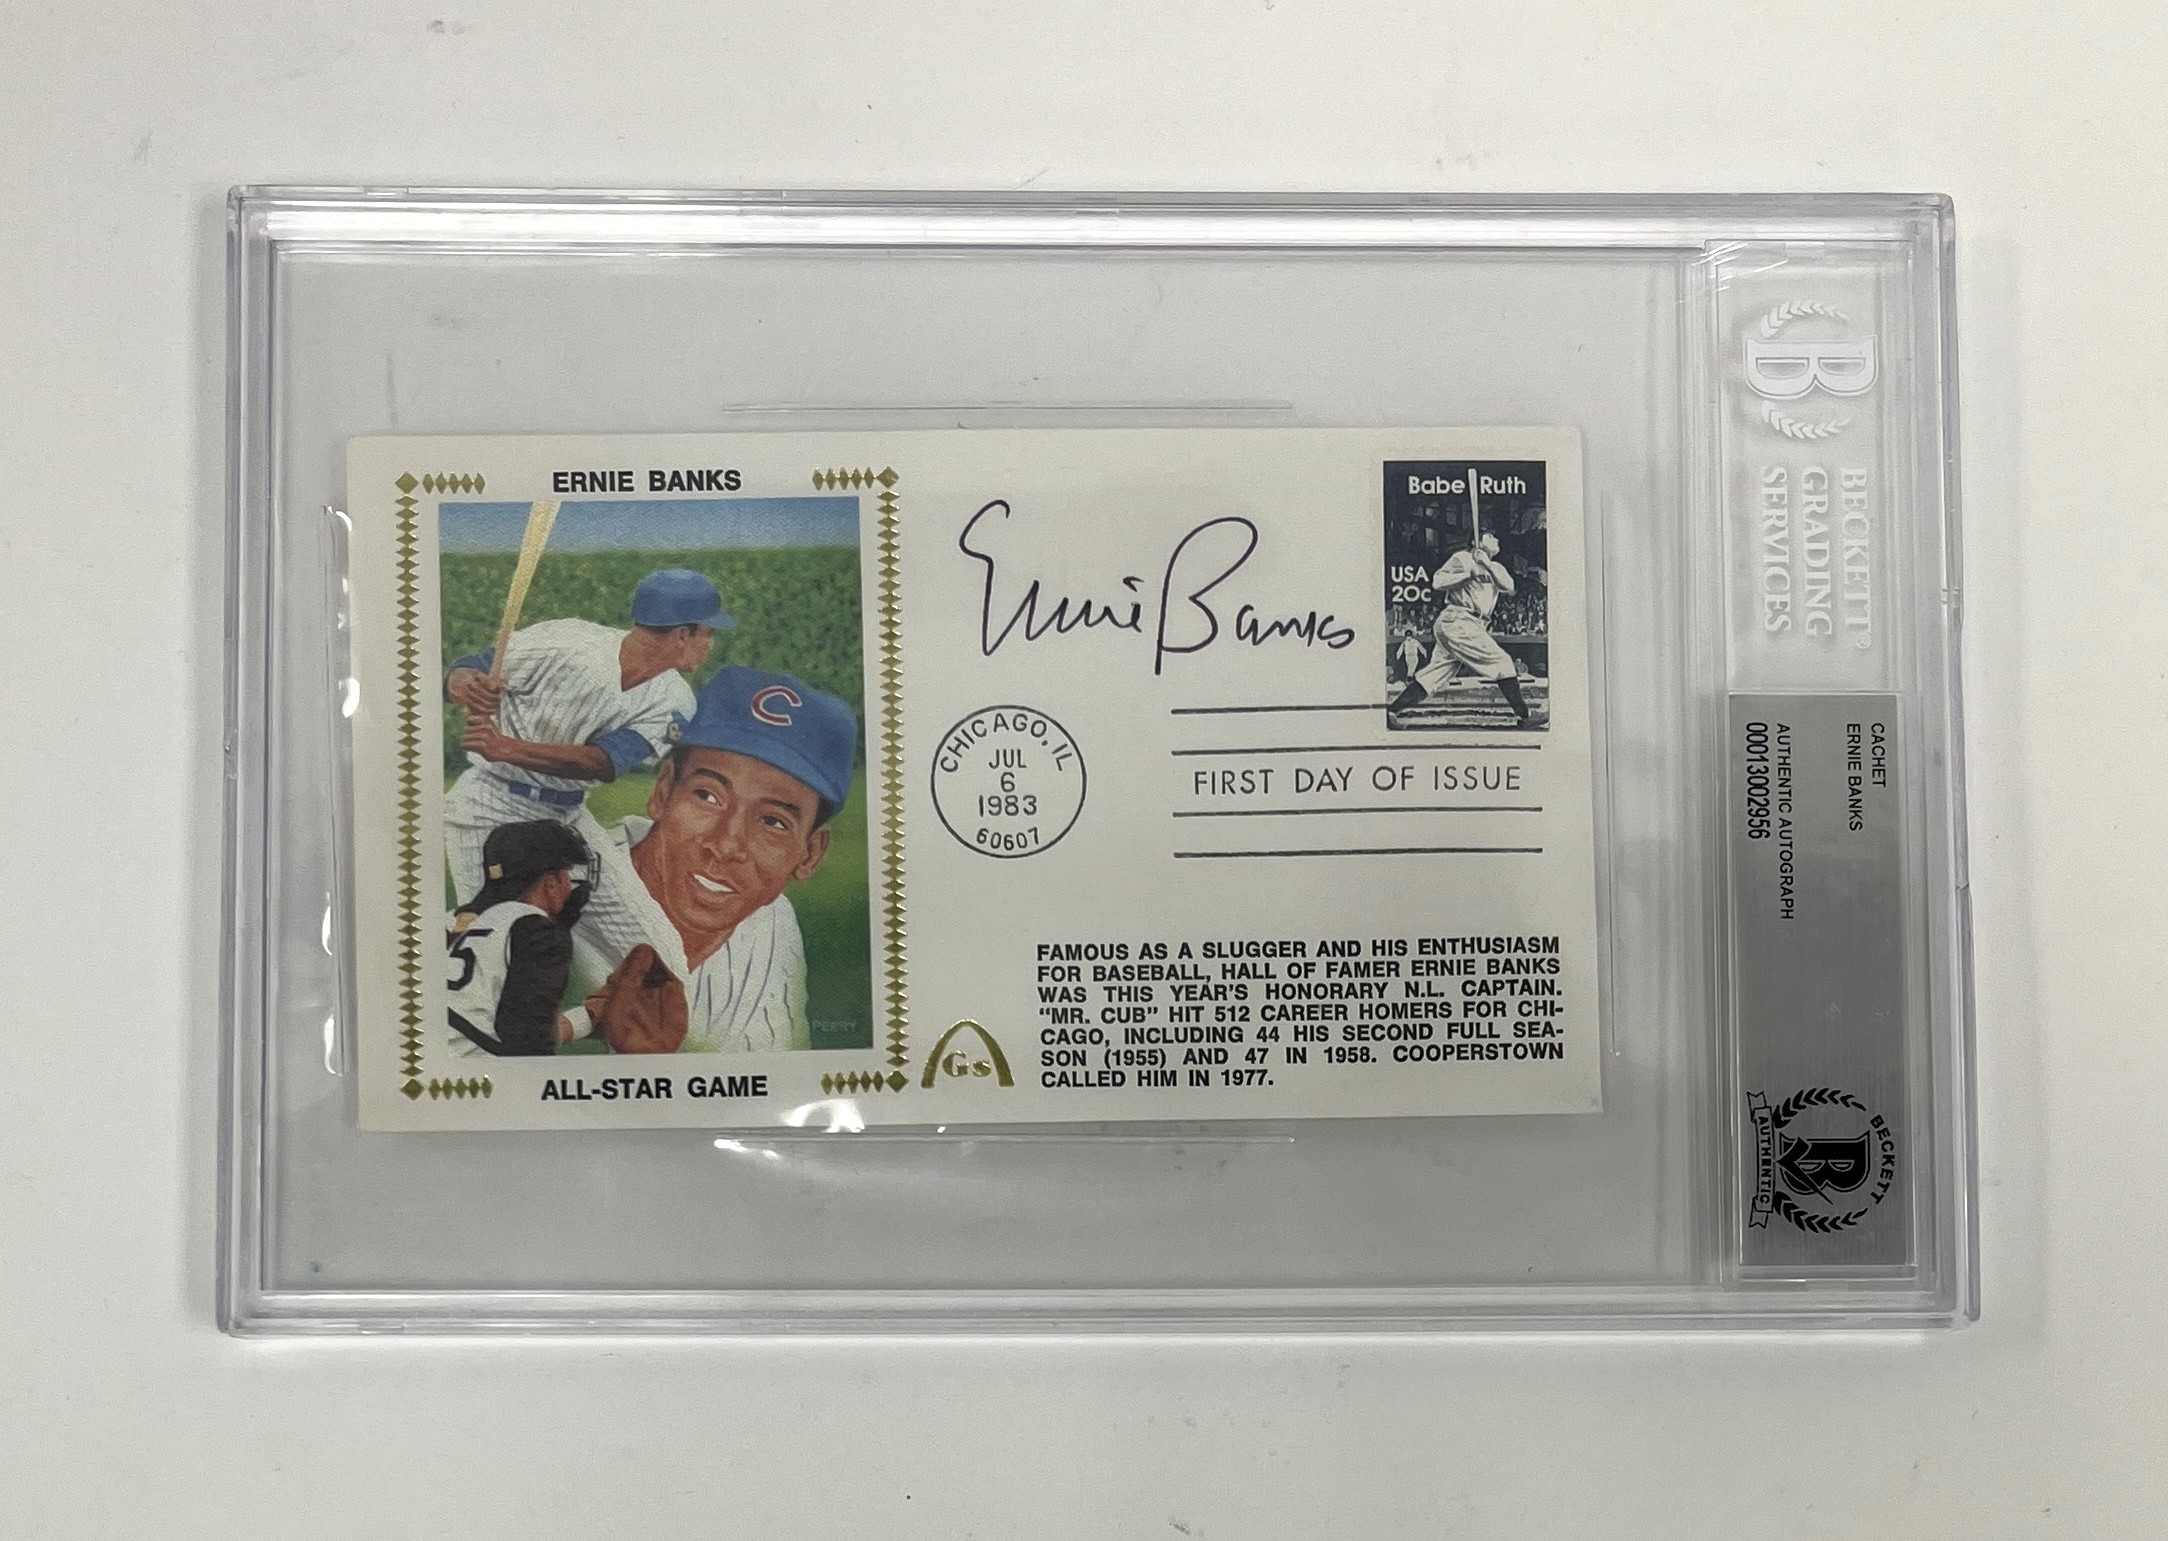 ERNIE BANKS
C
5
PERRY
ALL-STAR GAME
Ernie Banks
Babe Ruth
USA
20c
CHICAGO, IL
JUL
6
1983
60607
FIRST DAY OF ISSUE
Gs
FAMOUS AS A SLUGGER AND HIS ENTHUSIASM
FOR BASEBALL, HALL OF FAMER ERNIE BANKS
WAS THIS YEAR'S HONORARY N.L. CAPTAIN.
"MR. CUB" HIT 512 CAREER HOMERS FOR CHI-
CAGO, INCLUDING 44 HIS SECOND FULL SEA-
SON (1955) AND 47 IN 1958. COOPERSTOWN
CALLED HIM IN 1977.
B
BECKETT®
GRADING
SERVICES
CACHET
ERNIE BANKS
AUTHENTIC AUTOGRAPH
00013002956
BECKETT
B
AUTHENTIC